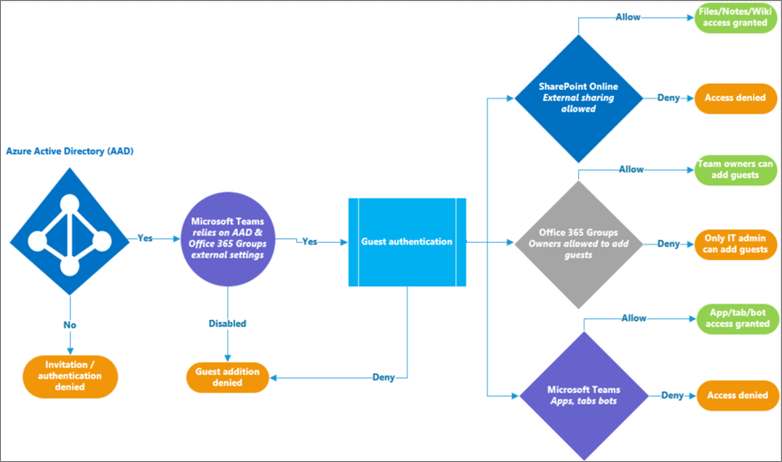 Azure Active Directory (AAD)
Yes
No
Invitation /
authentication
denied
Microsoft Teams
relies on AAD &
Office 365 Groups
external settings
Yes
Disabled
Guest addition
denied
Guest authentication
Deny
SharePoint Online
External sharing
allowed
Allow
Files/Notes/Wiki
access granted
Deny
Access denied
Office 365 Groups
Owners allowed to add
guests
Allow
Team owners can
add guests
Deny
Only IT admin
can add guests
Microsoft Teams
Apps, tabs bots
Allow
App/tab/bot
access granted
Deny
Access denied